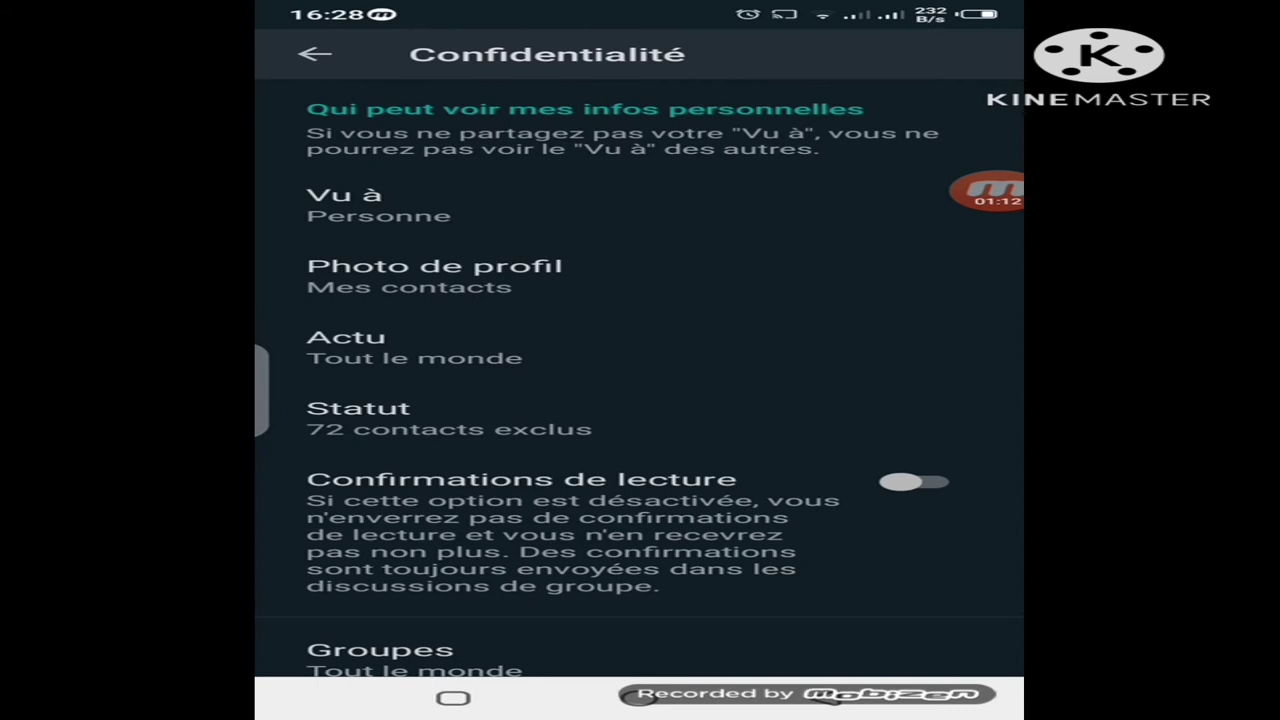 16:28
232
B/s
Confidentialité
K
KINEMASTER
Qui peut voir mes infos personnelles
Si vous ne partagez pas votre "Vu à", vous ne
pourrez pas voir le "Vu à" des autres.
Vu à
Personne
01:12
Photo de profil
Mes contacts
Actu
Tout le monde
Statut
72 contacts exclus
Confirmations de lecture
Si cette option est désactivée, vous
n'enverrez pas de confirmations
de lecture et vous n'en recevrez
pas non plus. Des confirmations
sont toujours envoyées dans les
discussions de groupe.
Groupes
Tout le monde
Recorded by mobizen